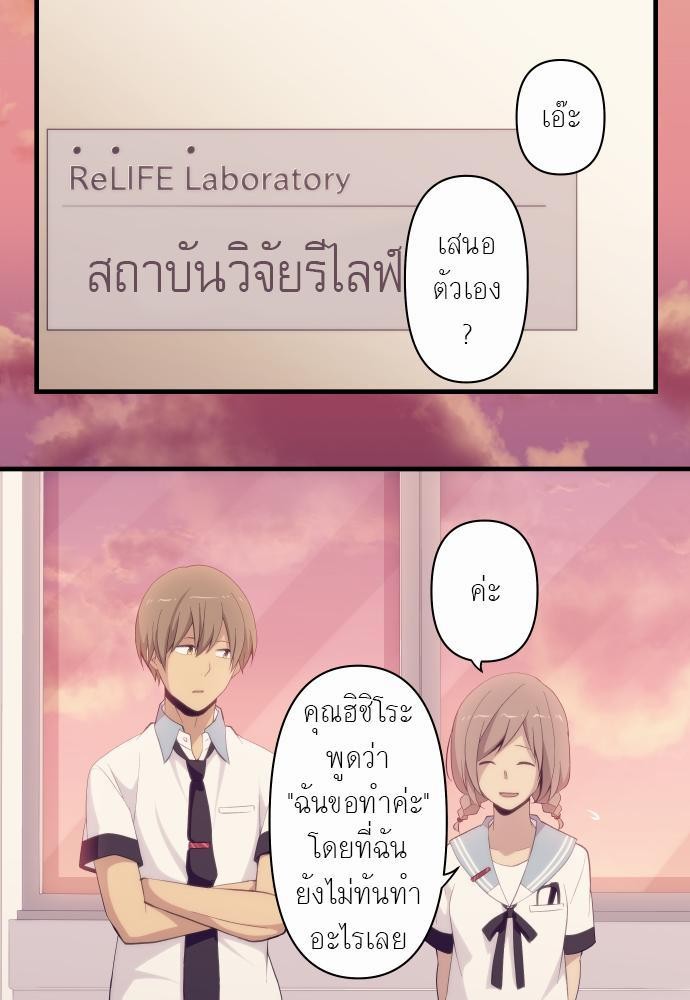 เอ๊ะ
ReLIFE Laboratory
สถาบันวิจัยรีไลฟ์
เสนอ
ตัวเอง
?
ค่ะ
คุณฮิชิโระ
พูดว่า
"ฉันขอทำค่ะ"
โดยที่ฉัน
ยังไม่ทันทำ
อะไรเลย